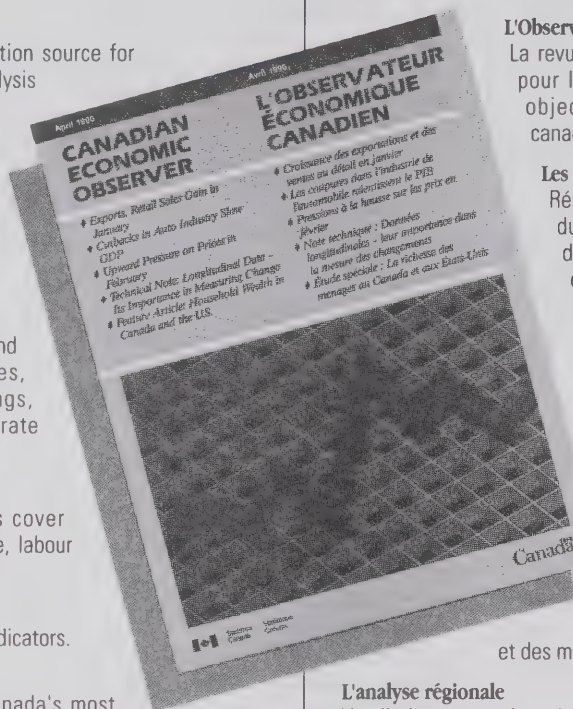 tion source for
lysis
nd
es,
ngs,
rate
s cover
e, labour
dicators.
nada's most
April 1990
CANADIAN
ECONOMIC
OBSERVER
♦ Exports, Retail Sales Gain in
January
♦ Cutbacks in Auto Industry Slow
GDP
♦ Upward Pressure on Prices in
February
♦ Technical Note: Longitudinal Data –
Its Importance in Measuring Change
♦ Feature Article: Household Wealth in
Canada and the U.S.
Avril 1990
L'OBSERVATEUR
ÉCONOMIQUE
CANADIEN
♦ Croissance des exportations et des
ventes au détail en janvier
♦ Les coupures dans l'industrie de
l'automobile ralentissent le PIB
♦ Pressions à la hausse sur les prix en
février
♦ Note technique : Données
longitudinales - leur importance dans
la mesure des changements
♦ Étude spéciale : La richesse des
ménages au Canada et aux États-Unis
Statistics Statistique
Canada Canada
Canada
L'Observ
La revu
pour l
objec
cana
Les
Ré
du
d
et des m
L'analyse régionale